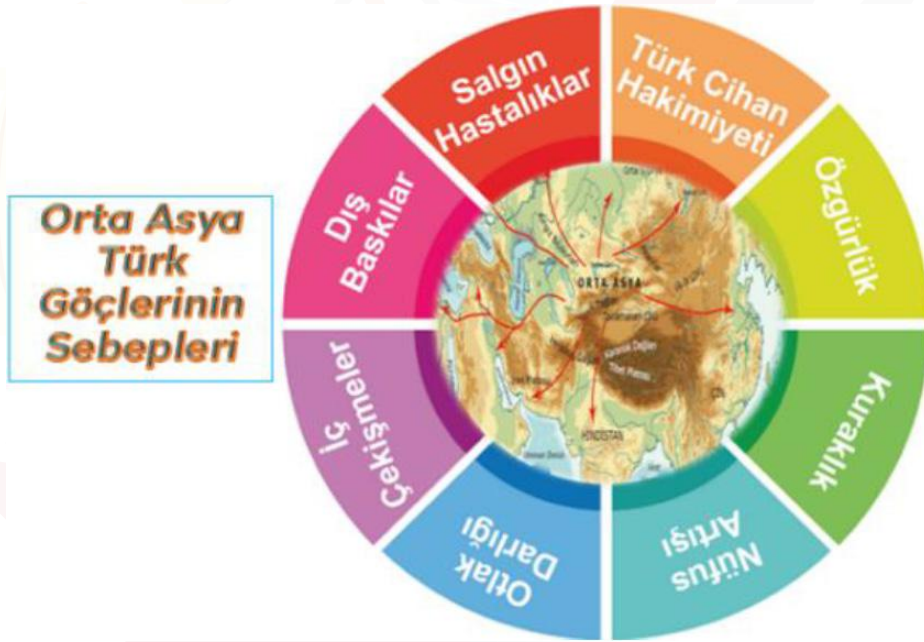 Orta Asya
Türk
Göçlerinin
Sebepleri
Salgın
Hastalıklar
Türk Cihan
Hakimiyeti
Özgürlük
Kuraklık
Nüfus
Artışı
Otlak
Darlığı
İç
Çekişmeler
Dış
Baskılar
ORTA ASYA
HİNDİSTAN